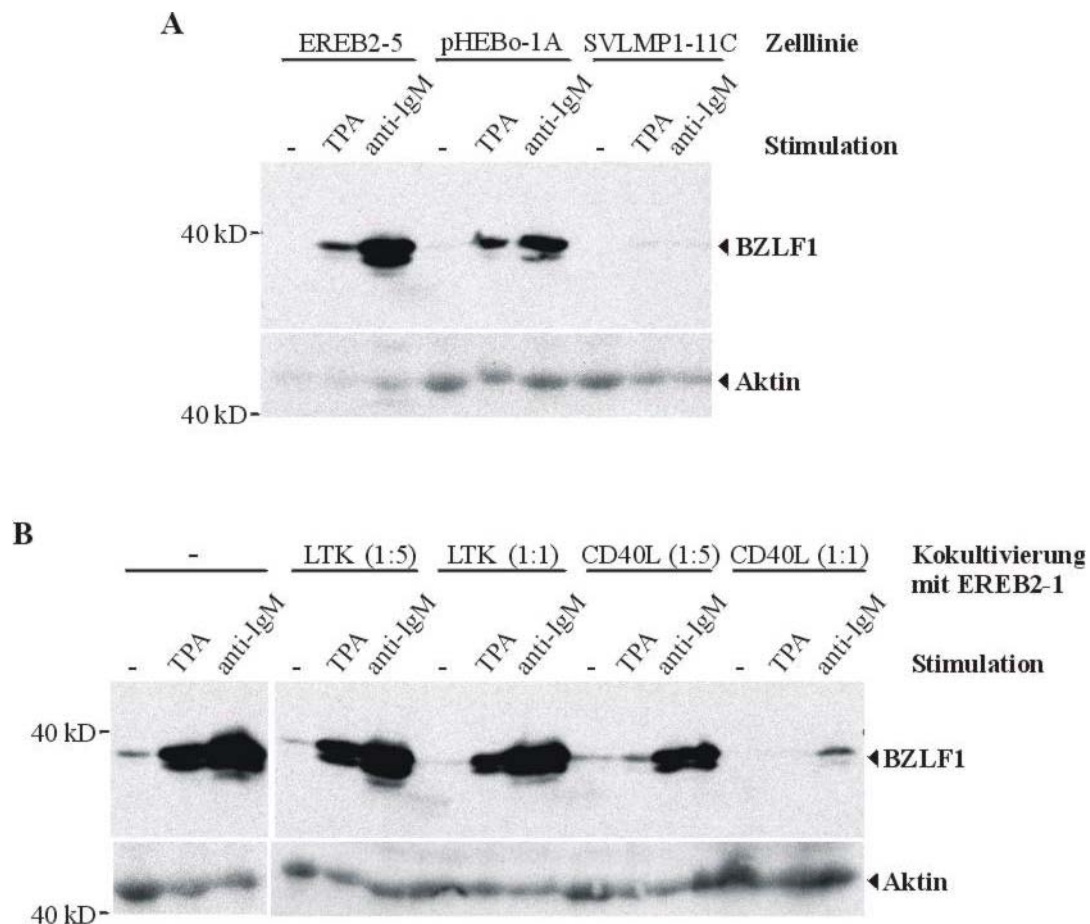 A
EREB2-5 pHEBo-1A SVLMP1-11C Zelllinie
- TPA anti-IgM - TPA anti-IgM - TPA anti-IgM Stimulation
40 kD
BZLF1
Aktin
40 kD
B
- LTK (1:5) LTK (1:1) CD40L (1:5) CD40L (1:1) Kokultivierung
mit EREB2-1
- TPA anti-IgM - TPA anti-IgM - TPA anti-IgM - TPA anti-IgM - TPA anti-IgM Stimulation
40 kD
BZLF1
Aktin
40 kD